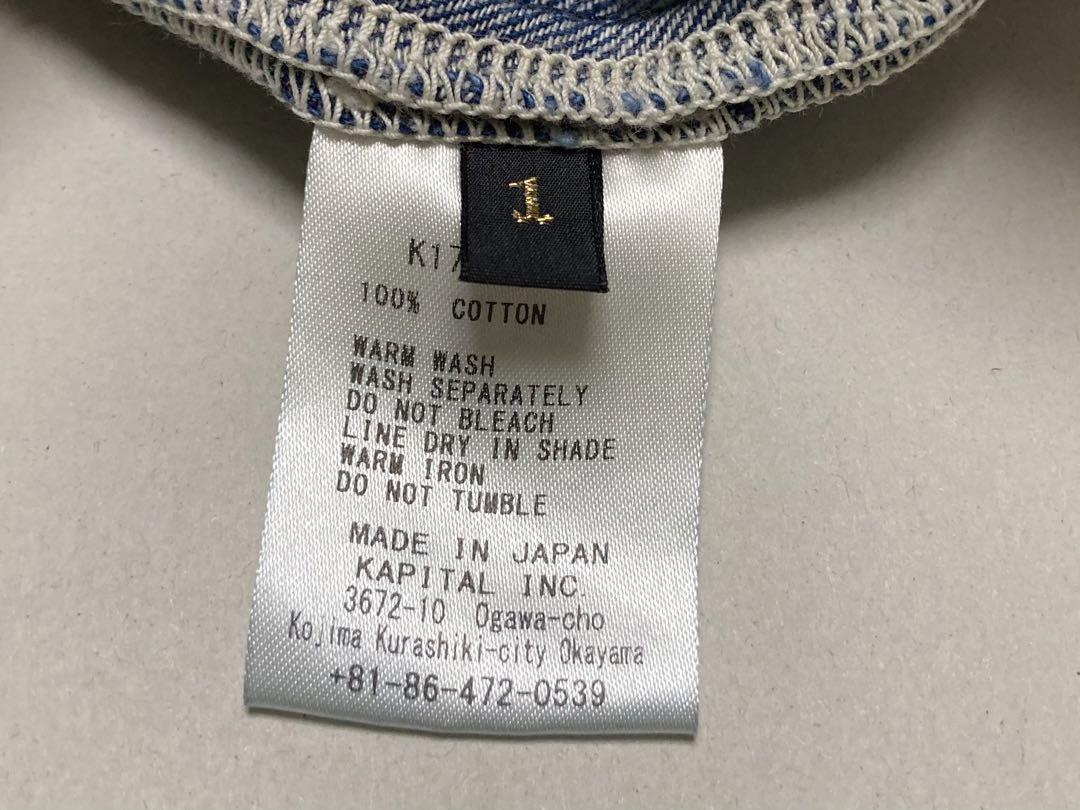 1
K17
100% COTTON
WARM WASH
WASH SEPARATELY
DO NOT BLEACH
LINE DRY IN SHADE
WARM IRON
DO NOT TUMBLE
MADE IN JAPAN
KAPITAL INC.
3672-10 Ogawa-cho
Kojima Kurashiki-city Okayama
+81-86-472-0539